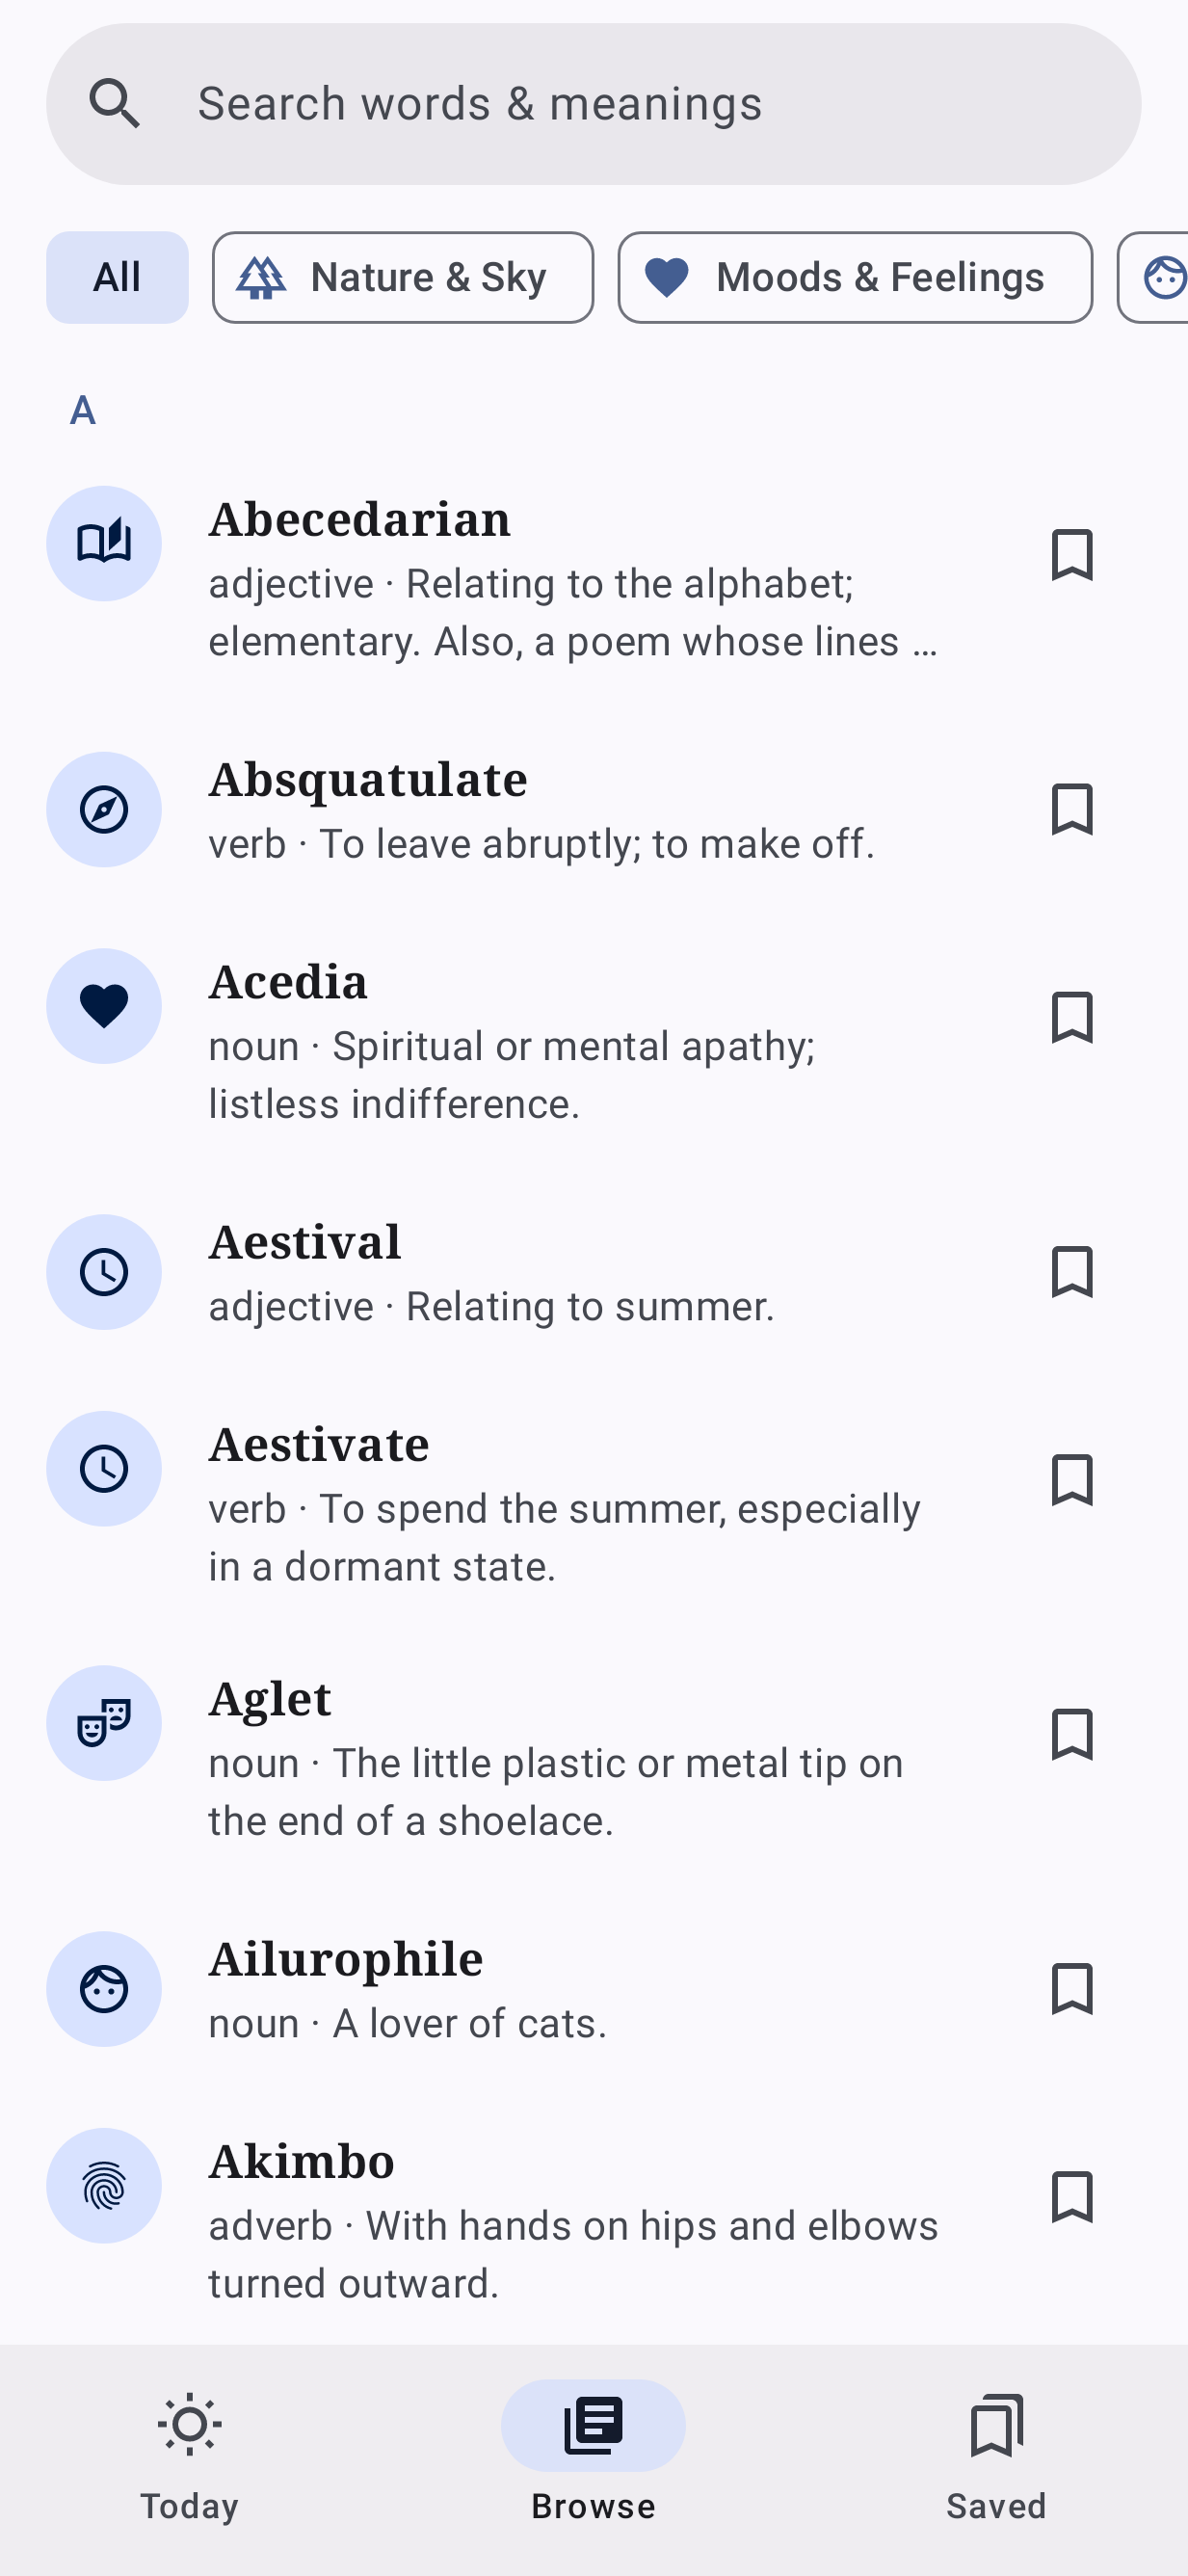 Search words & meanings
All
Nature & Sky
Moods & Feelings
A
Abecedarian
adjective · Relating to the alphabet;
elementary. Also, a poem whose lines …
Absquatulate
verb · To leave abruptly; to make off.
Acedia
noun · Spiritual or mental apathy;
listless indifference.
Aestival
adjective · Relating to summer.
Aestivate
verb · To spend the summer, especially
in a dormant state.
Aglet
noun · The little plastic or metal tip on
the end of a shoelace.
Ailurophile
noun · A lover of cats.
Akimbo
adverb · With hands on hips and elbows
turned outward.
Today
Browse
Saved